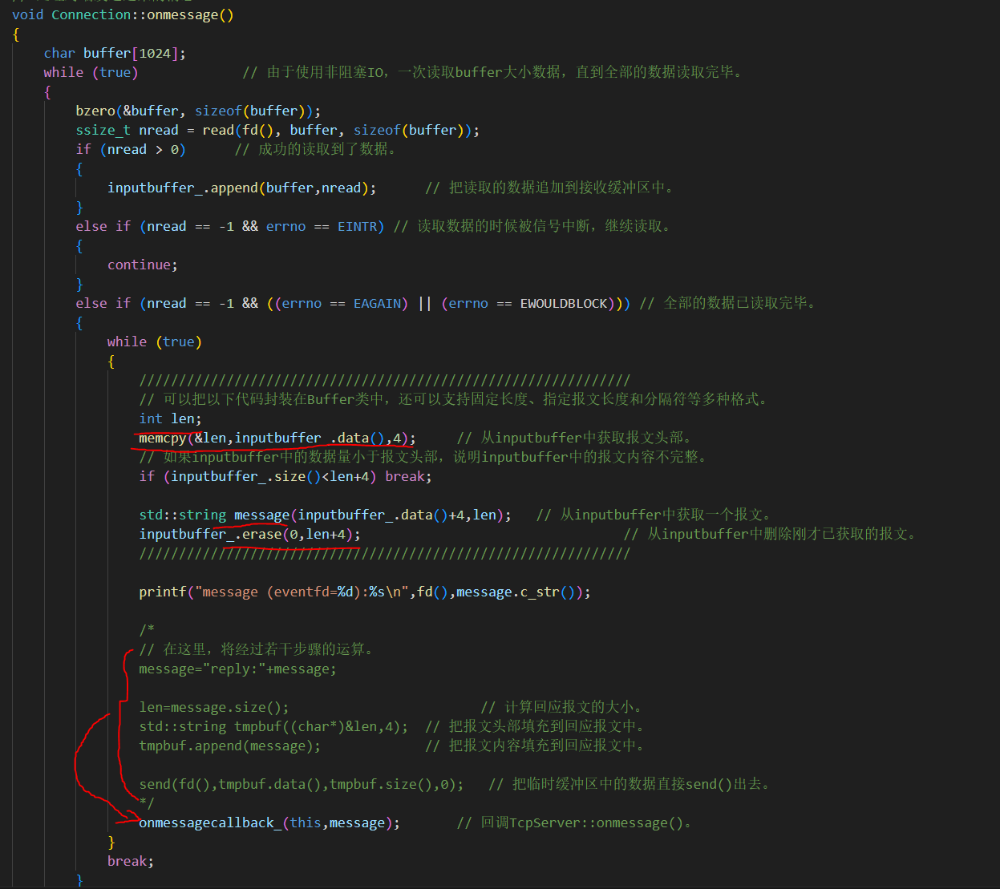 void Connection::onmessage()
{
char buffer[1024];
while (true) // 由于使用非阻塞IO，一次读取buffer大小数据，直到全部的数据读取完毕。
{
bzero(&buffer, sizeof(buffer));
ssize_t nread = read(fd(), buffer, sizeof(buffer));
if (nread > 0) // 成功的读取到了数据。
{
inputbuffer_.append(buffer,nread); // 把读取的数据追加到接收缓冲区中。
}
else if (nread == -1 && errno == EINTR) // 读取数据的时候被信号中断，继续读取。
{
continue;
}
else if (nread == -1 && ((errno == EAGAIN) || (errno == EWOULDBLOCK))) // 全部的数据已读取完毕。
{
while (true)
{
//////////////////////////////////////////////////////////////
// 可以把以下代码封装在Buffer类中，还可以支持固定长度、指定报文长度和分隔符等多种格式。
int len;
memcpy(&len,inputbuffer_.data(),4); // 从inputbuffer中获取报文头部。
// 如果inputbuffer中的数据量小于报文头部，说明inputbuffer中的报文内容不完整。
if (inputbuffer_.size()<len+4) break;
std::string message(inputbuffer_.data()+4,len); // 从inputbuffer中获取一个报文。
inputbuffer_.erase(0,len+4); // 从inputbuffer中删除刚才已获取的报文。
//////////////////////////////////////////////////////////////
printf("message (eventfd=%d):%s\n",fd(),message.c_str());
/*
// 在这里，将经过若干步骤的运算。
message="reply:"+message;
len=message.size(); // 计算回应报文的大小。
std::string tmpbuf((char*)&len,4); // 把报文头部填充到回应报文中。
tmpbuf.append(message); // 把报文内容填充到回应报文中。
send(fd(),tmpbuf.data(),tmpbuf.size(),0); // 把临时缓冲区中的数据直接send()出去。
*/
onmessagecallback_(this,message); // 回调TcpServer::onmessage()。
}
break;
}